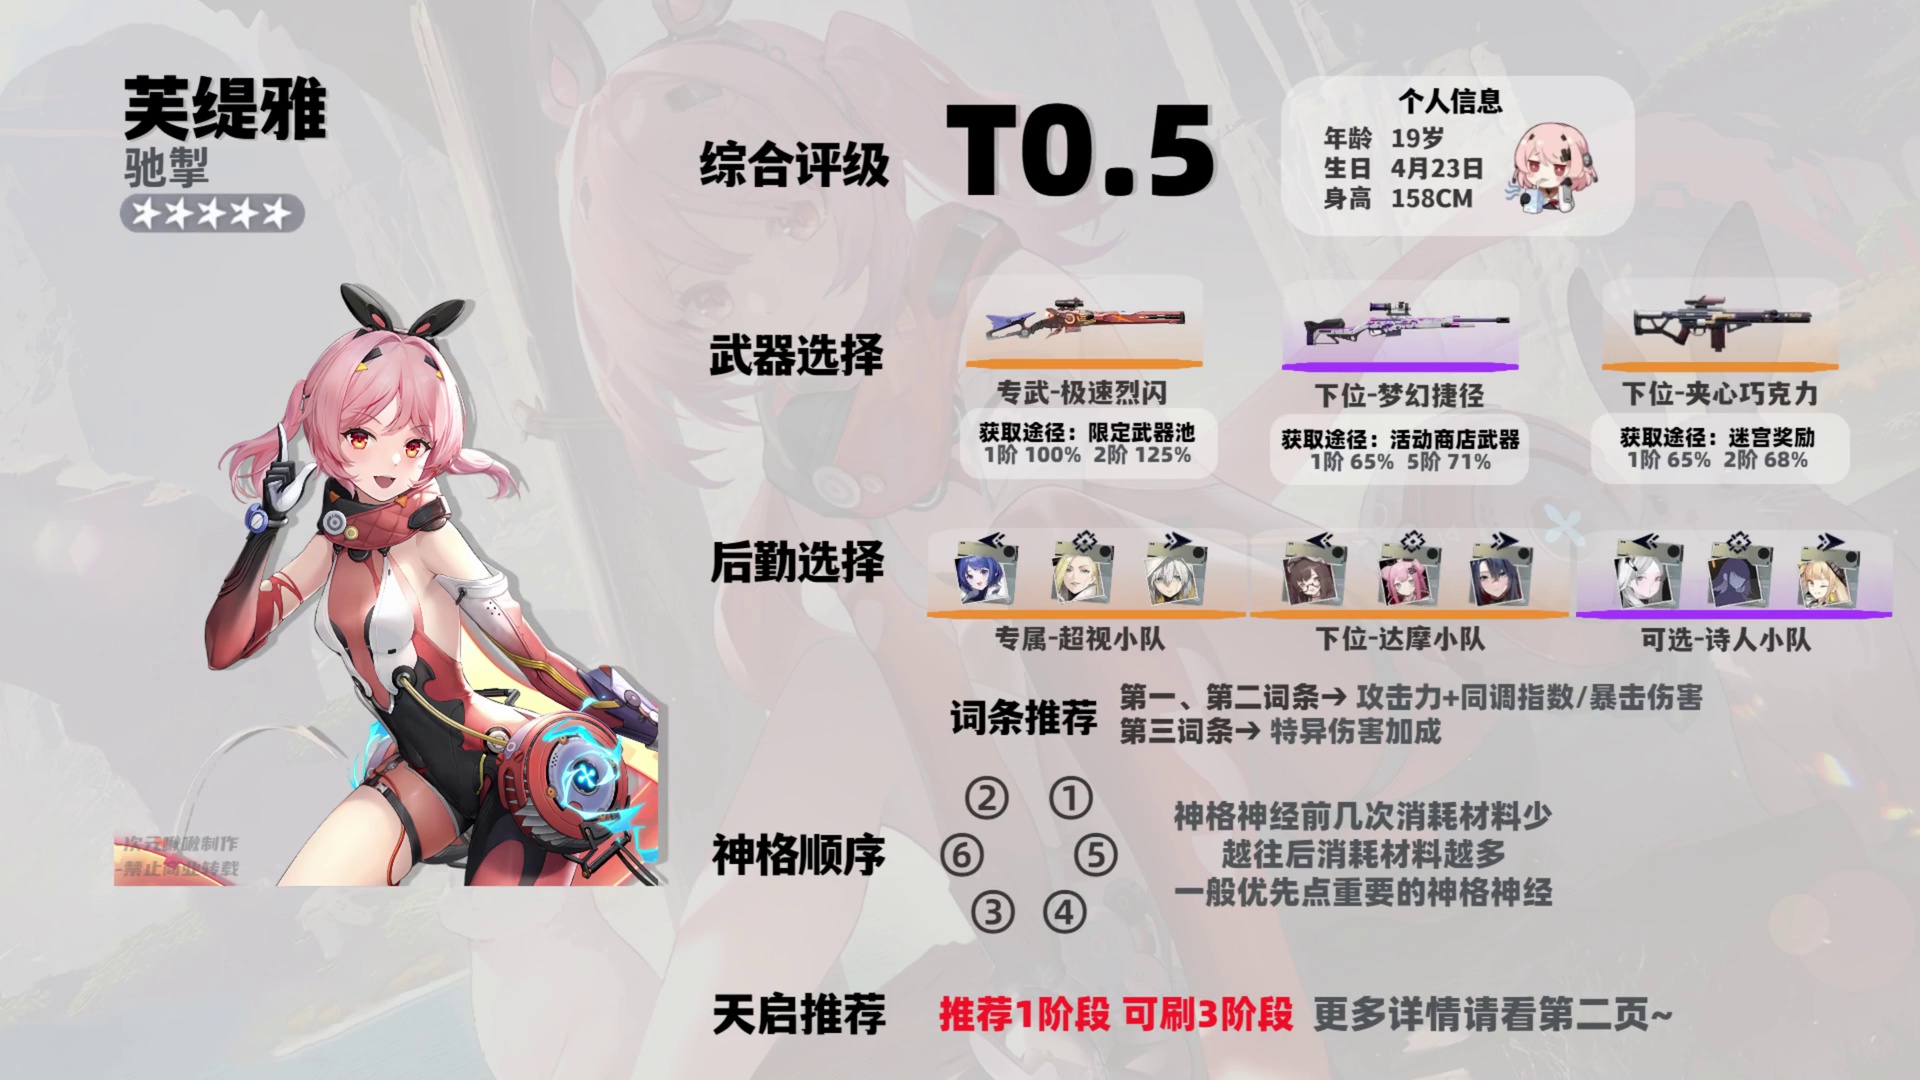 芙缇雅
驰掣
综合评级
T0.5
个人信息
年龄 19岁
生日 4月23日
身高 158CM
武器选择
专武-极速烈闪
获取途径：限定武器池
1阶 100% 2阶 125%
下位-梦幻捷径
获取途径：活动商店武器
1阶 65% 5阶 71%
下位-夹心巧克力
获取途径：迷宫奖励
1阶 65% 2阶 68%
后勤选择
专属-超视小队
下位-达摩小队
可选-诗人小队
词条推荐
第一、第二词条→ 攻击力+同调指数/暴击伤害
第三词条→ 特异伤害加成
神格顺序
② ①
⑥ ⑤
③ ④
神格神经前几次消耗材料少
越往后消耗材料越多
一般优先点重要的神格神经
天启推荐
推荐1阶段 可刷3阶段 更多详情请看第二页~
次元啾啾制作
-禁止商业转载